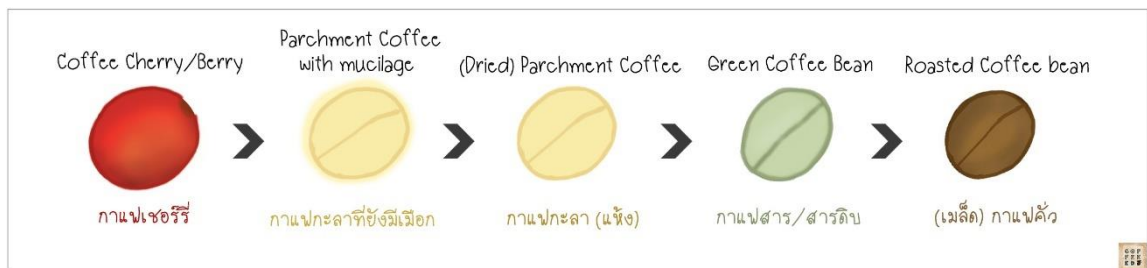 Coffee Cherry/Berry
Parchment Coffee
with mucilage
(Dried) Parchment Coffee
Green Coffee Bean
Roasted Coffee bean
กาแฟเชอร์รี่
กาแฟกะลาที่ยังมีเมือก
กาแฟกะลา (แห้ง)
กาแฟสาร/สารดิบ
(เมล็ด) กาแฟคั่ว